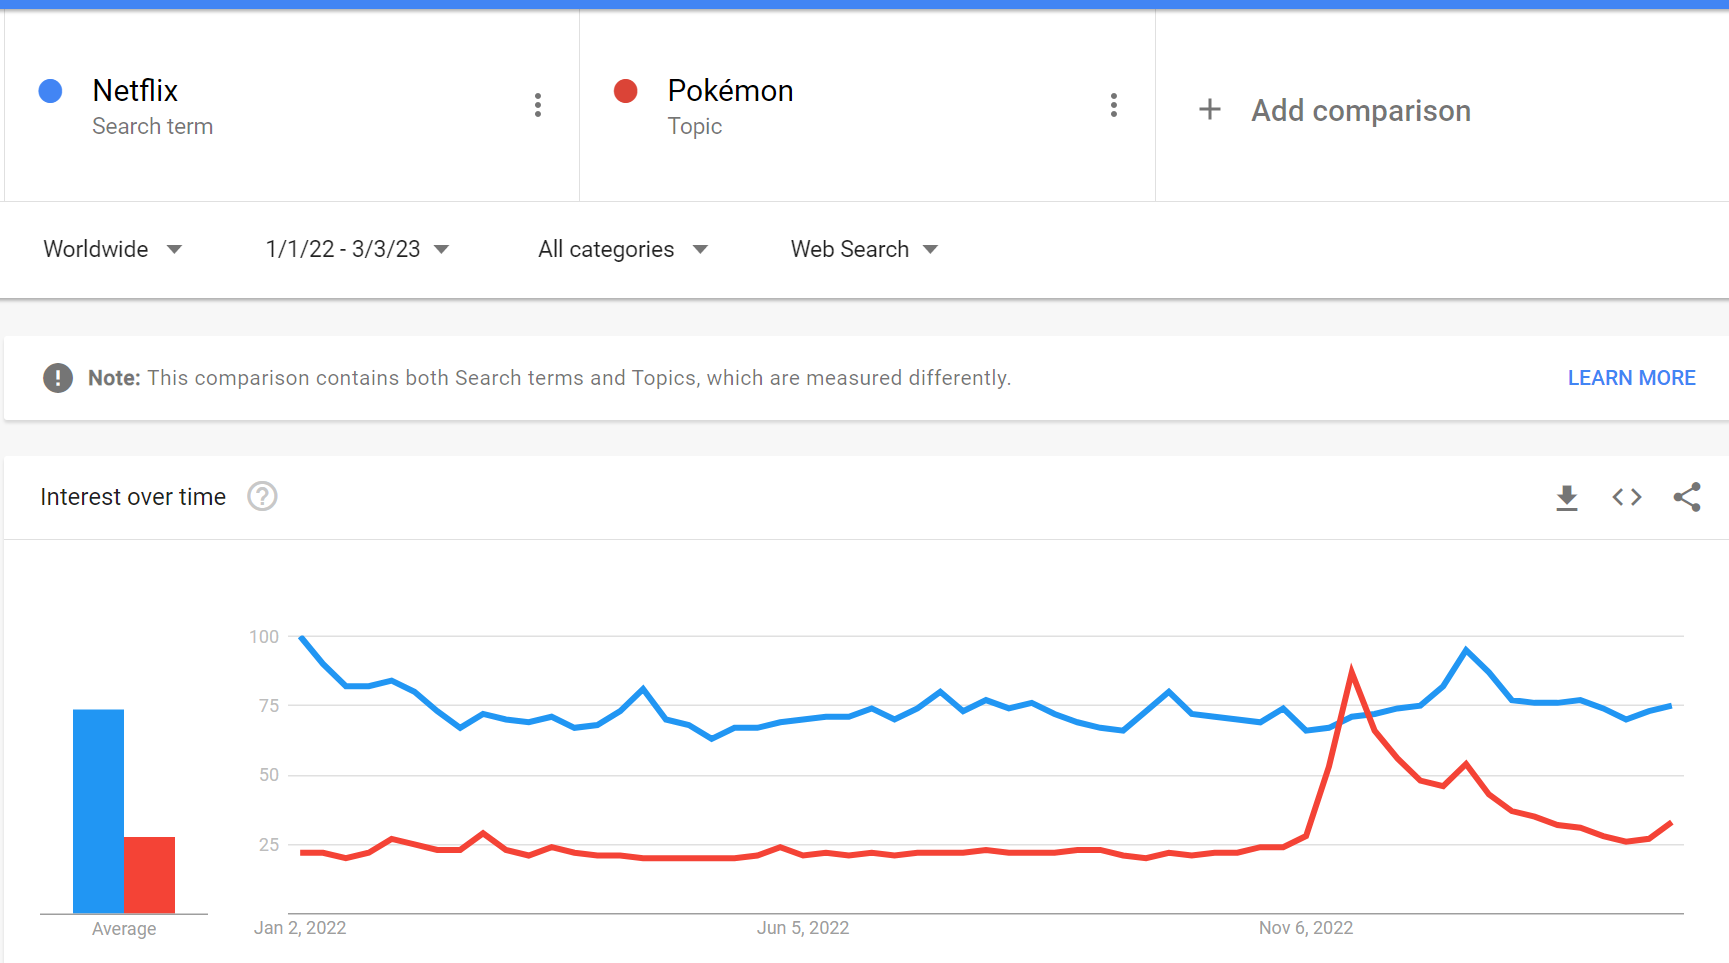 Netflix
Search term
Pokémon
Topic
+ Add comparison
Worldwide
1/1/22 - 3/3/23
All categories
Web Search
Note: This comparison contains both Search terms and Topics, which are measured differently.
LEARN MORE
Interest over time
100
75
50
25
Average
Jan 2, 2022
Jun 5, 2022
Nov 6, 2022